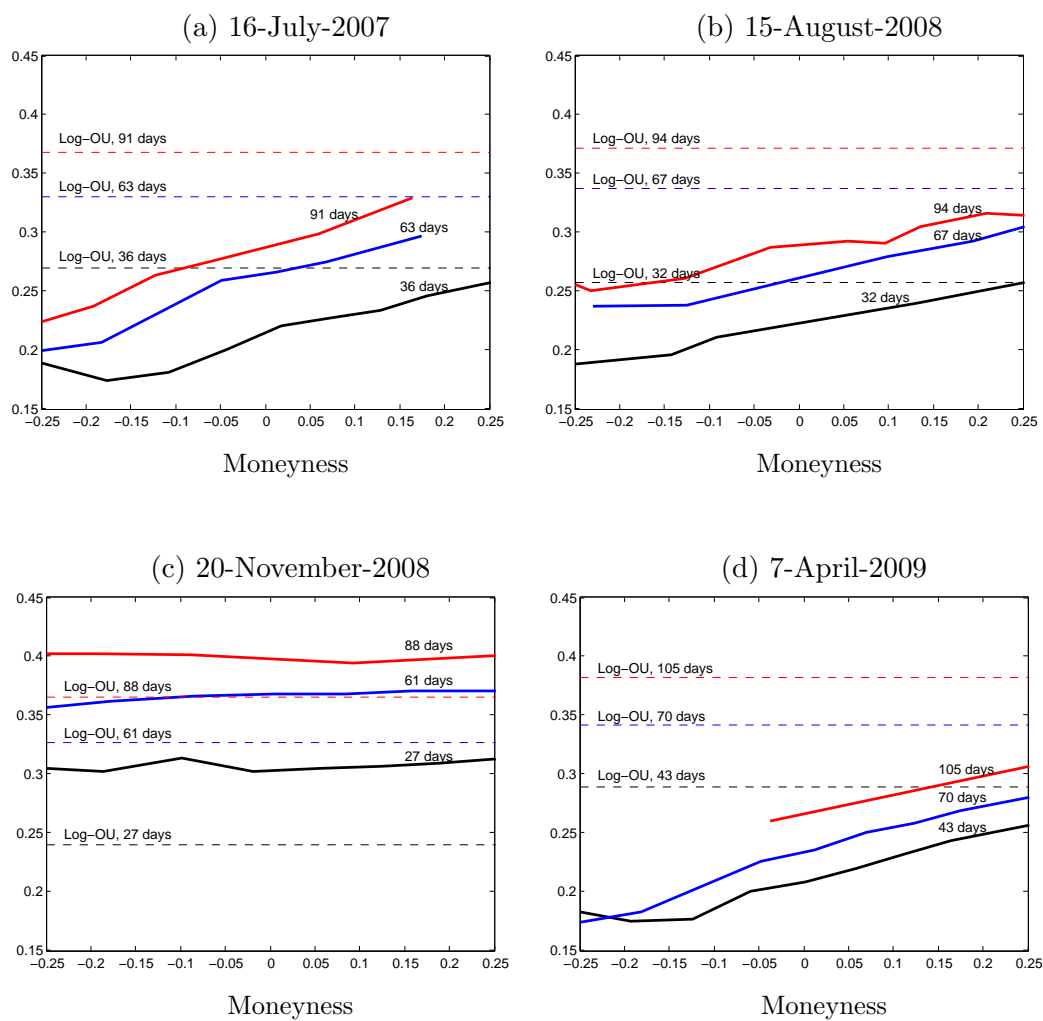 (a) 16-July-2007
0.45
0.4
0.35
0.3
0.25
0.2
0.15
Log−OU, 91 days
Log−OU, 63 days
Log−OU, 36 days
91 days
63 days
36 days
−0.25 −0.2 −0.15 −0.1 −0.05 0 0.05 0.1 0.15 0.2 0.25
Moneyness
(b) 15-August-2008
0.45
0.4
0.35
0.3
0.25
0.2
0.15
Log−OU, 94 days
Log−OU, 67 days
Log−OU, 32 days
94 days
67 days
32 days
−0.25 −0.2 −0.15 −0.1 −0.05 0 0.05 0.1 0.15 0.2 0.25
Moneyness
(c) 20-November-2008
0.45
0.4
0.35
0.3
0.25
0.2
0.15
88 days
Log−OU, 88 days
61 days
Log−OU, 61 days
27 days
Log−OU, 27 days
−0.25 −0.2 −0.15 −0.1 −0.05 0 0.05 0.1 0.15 0.2 0.25
Moneyness
(d) 7-April-2009
0.45
0.4
0.35
0.3
0.25
0.2
0.15
Log−OU, 105 days
Log−OU, 70 days
Log−OU, 43 days
105 days
70 days
43 days
−0.25 −0.2 −0.15 −0.1 −0.05 0 0.05 0.1 0.15 0.2 0.25
Moneyness